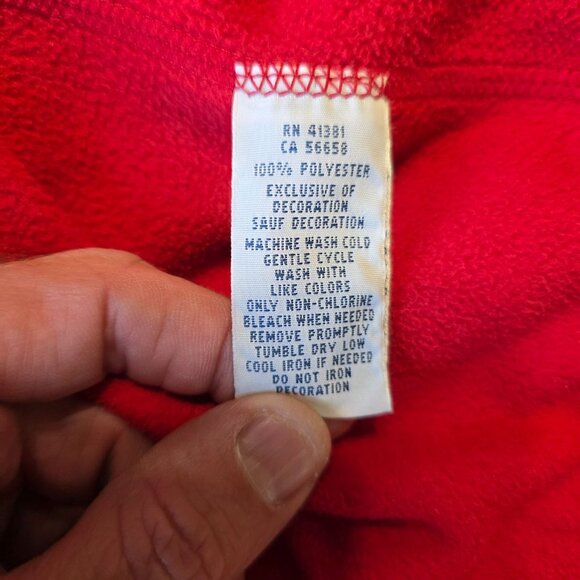 RN 41381
CA 56658
100% POLYESTER
EXCLUSIVE OF
DECORATION
SAUF DECORATION
MACHINE WASH COLD
GENTLE CYCLE
WASH WITH
LIKE COLORS
ONLY NON-CHLORINE
BLEACH WHEN NEEDED
REMOVE PROMPTLY
TUMBLE DRY LOW
COOL IRON IF NEEDED
DO NOT IRON
DECORATION